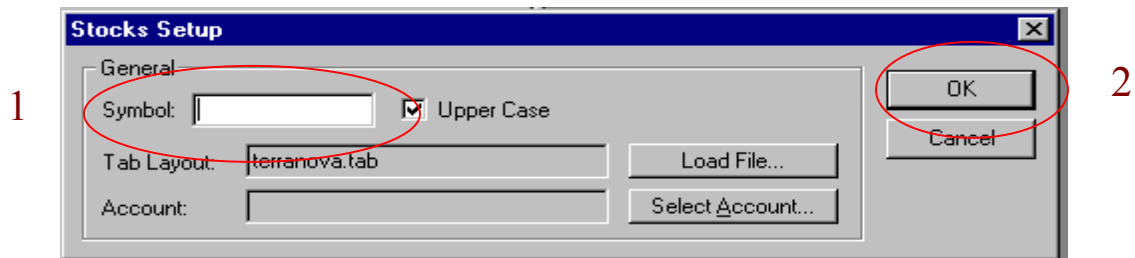 Stocks Setup
General
1
Symbol:
Upper Case
OK
2
Cancel
Tab Layout: terranova.tab
Load File...
Account:
Select Account...